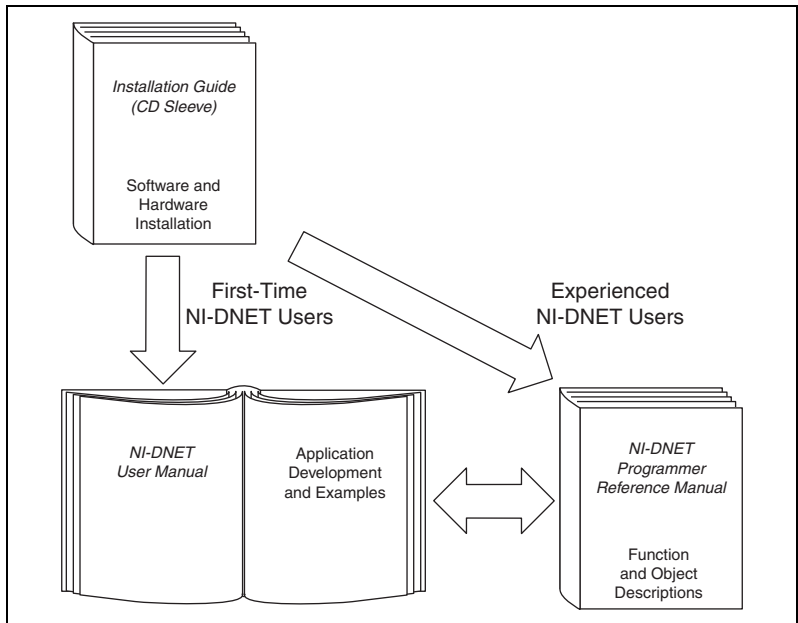 Installation Guide
(CD Sleeve)
Software and
Hardware
Installation
First-Time
NI-DNET Users
Experienced
NI-DNET Users
NI-DNET
User Manual
Application
Development
and Examples
NI-DNET
Programmer
Reference Manual
Function
and Object
Descriptions